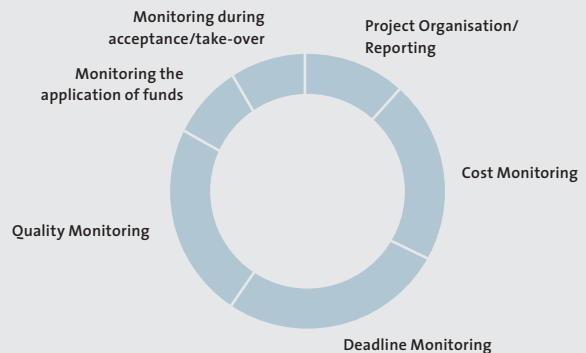 Monitoring during
acceptance/take-over
Project Organisation/
Reporting
Monitoring the
application of funds
Cost Monitoring
Quality Monitoring
Deadline Monitoring